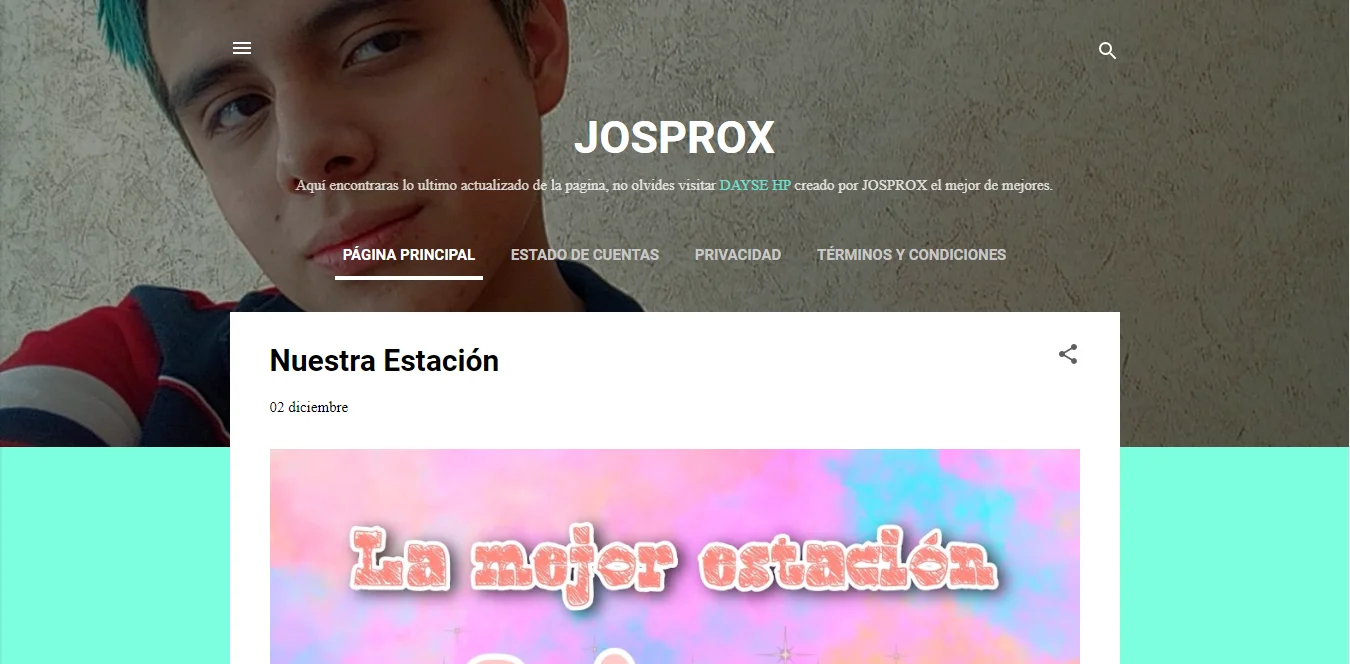 JOSPROX
Aquí encontraras lo ultimo actualizado de la pagina, no olvides visitar DAYSE HP creado por JOSPROX el mejor de mejores.
PÁGINA PRINCIPAL ESTADO DE CUENTAS PRIVACIDAD TÉRMINOS Y CONDICIONES
Nuestra Estación
02 diciembre
La mejor estación